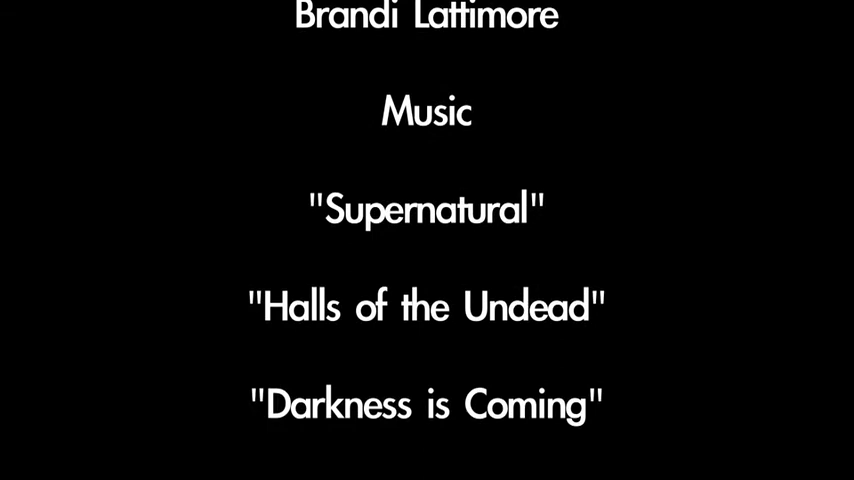 Brandi Lattimore
Music
"Supernatural"
"Halls of the Undead"
"Darkness is Coming"